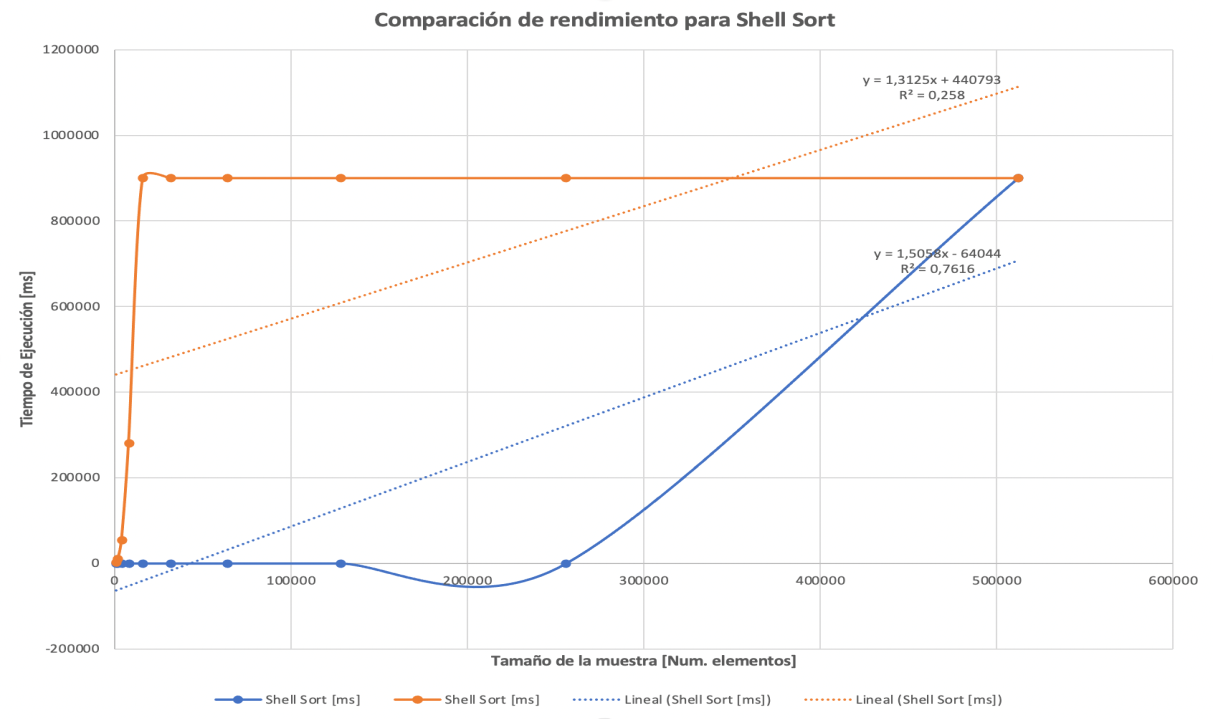 Comparación de rendimiento para Shell Sort
1200000
1000000
800000
600000
400000
200000
0
-200000
Tiempo de Ejecución [ms]
y = 1,3125x + 440793
R² = 0,258
y = 1,5058x - 64044
R² = 0,7616
0
100000
200000
300000
400000
500000
600000
Tamaño de la muestra [Num. elementos]
Shell Sort [ms]
Shell Sort [ms]
Lineal (Shell Sort [ms])
Lineal (Shell Sort [ms])